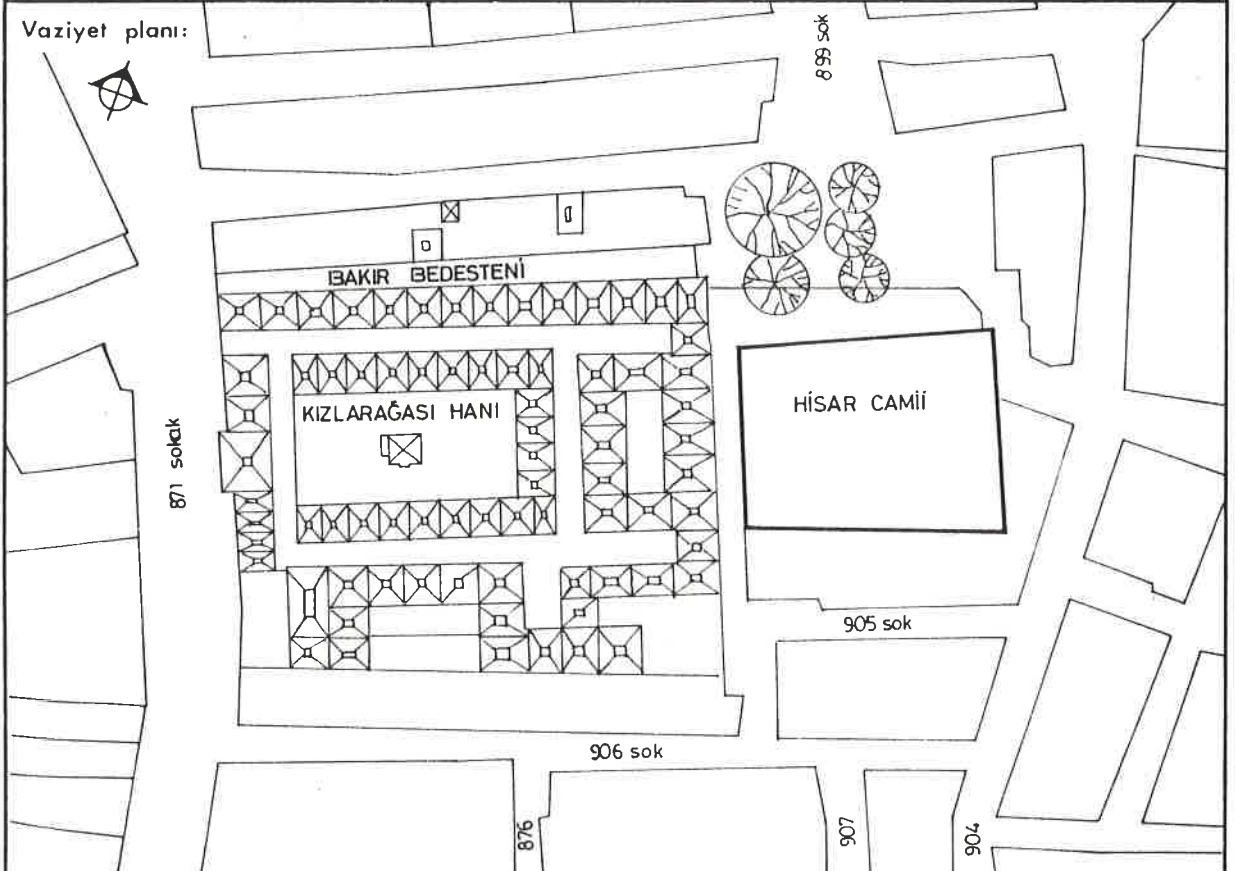 Vaziyet planı:
899 sok
BAKIR BEDESTENİ
KIZLARAĞASI HANI
HİSAR CAMİİ
871 sokak
905 sok
906 sok
876
907
904